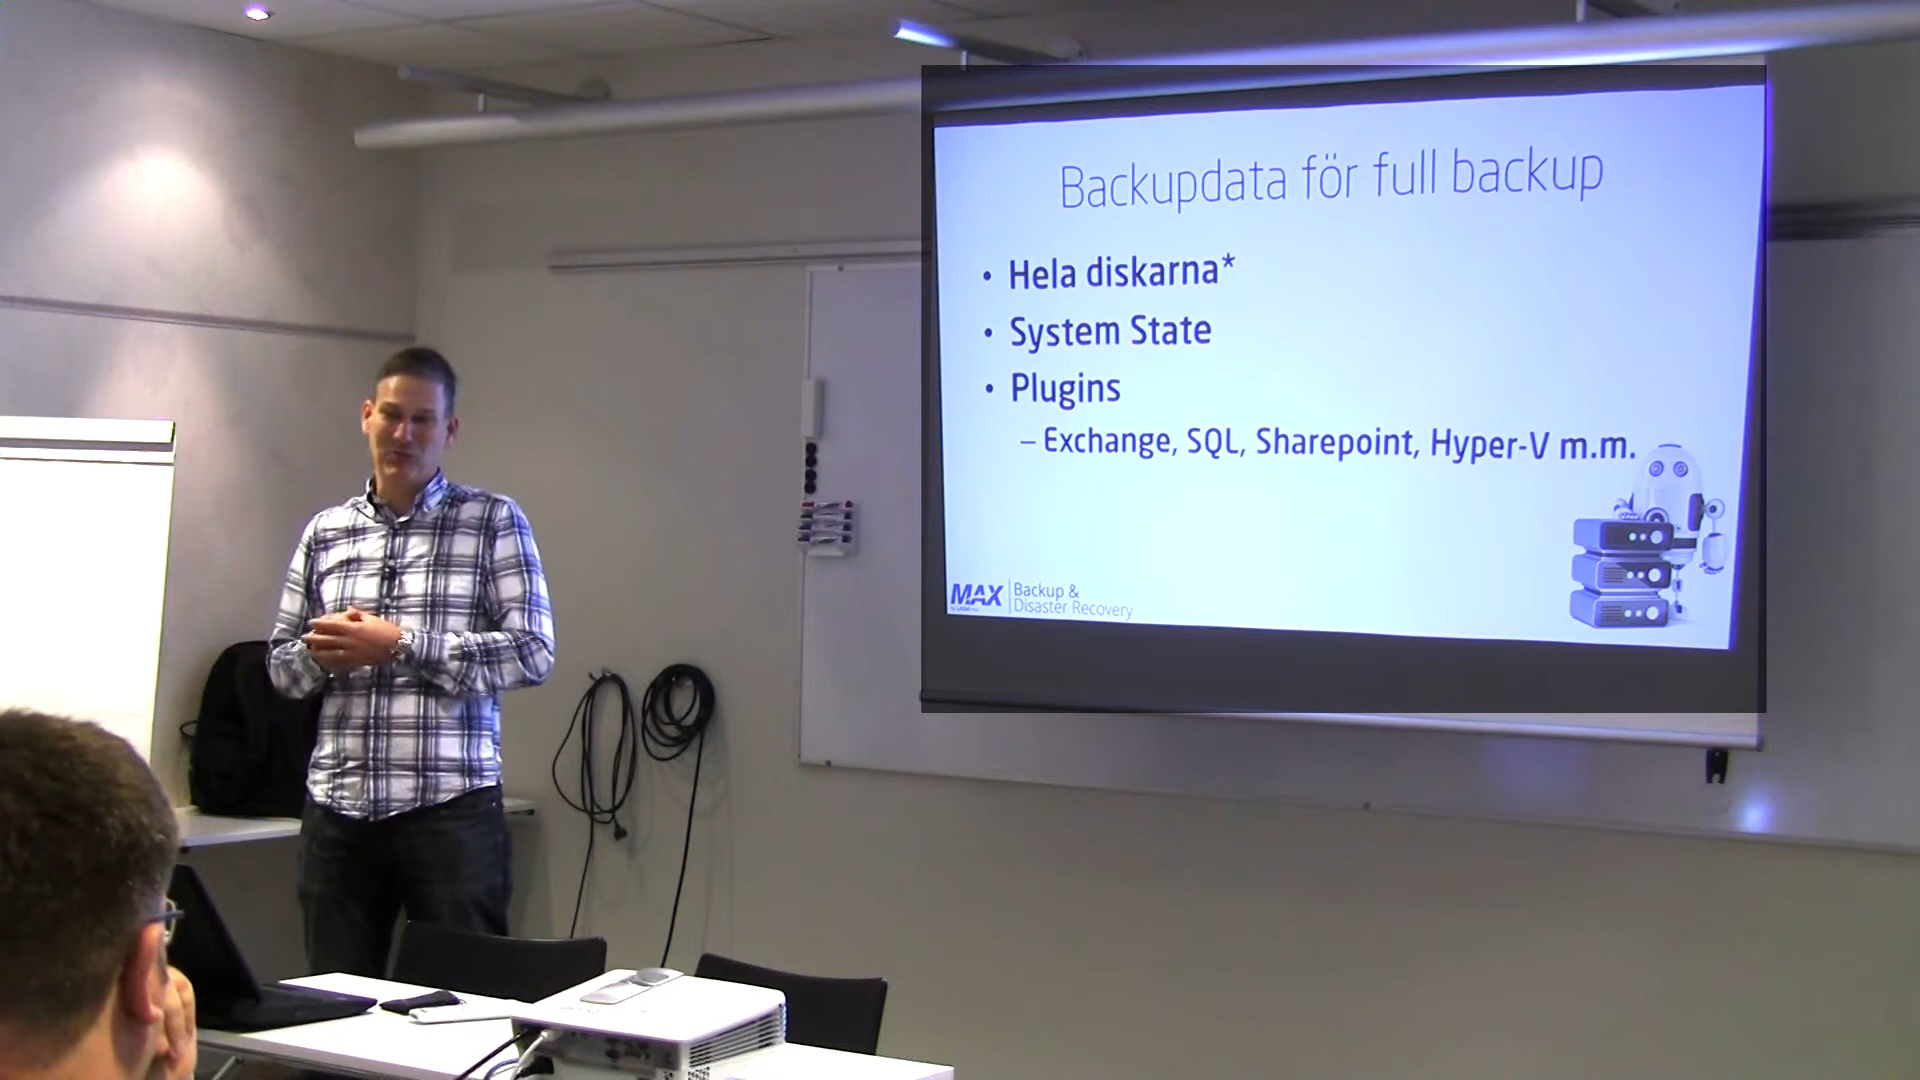 Backupdata för full backup
• Hela diskarna*
• System State
• Plugins
– Exchange, SQL, Sharepoint, Hyper-V m.m.
MAX
Backup &
Disaster Recovery